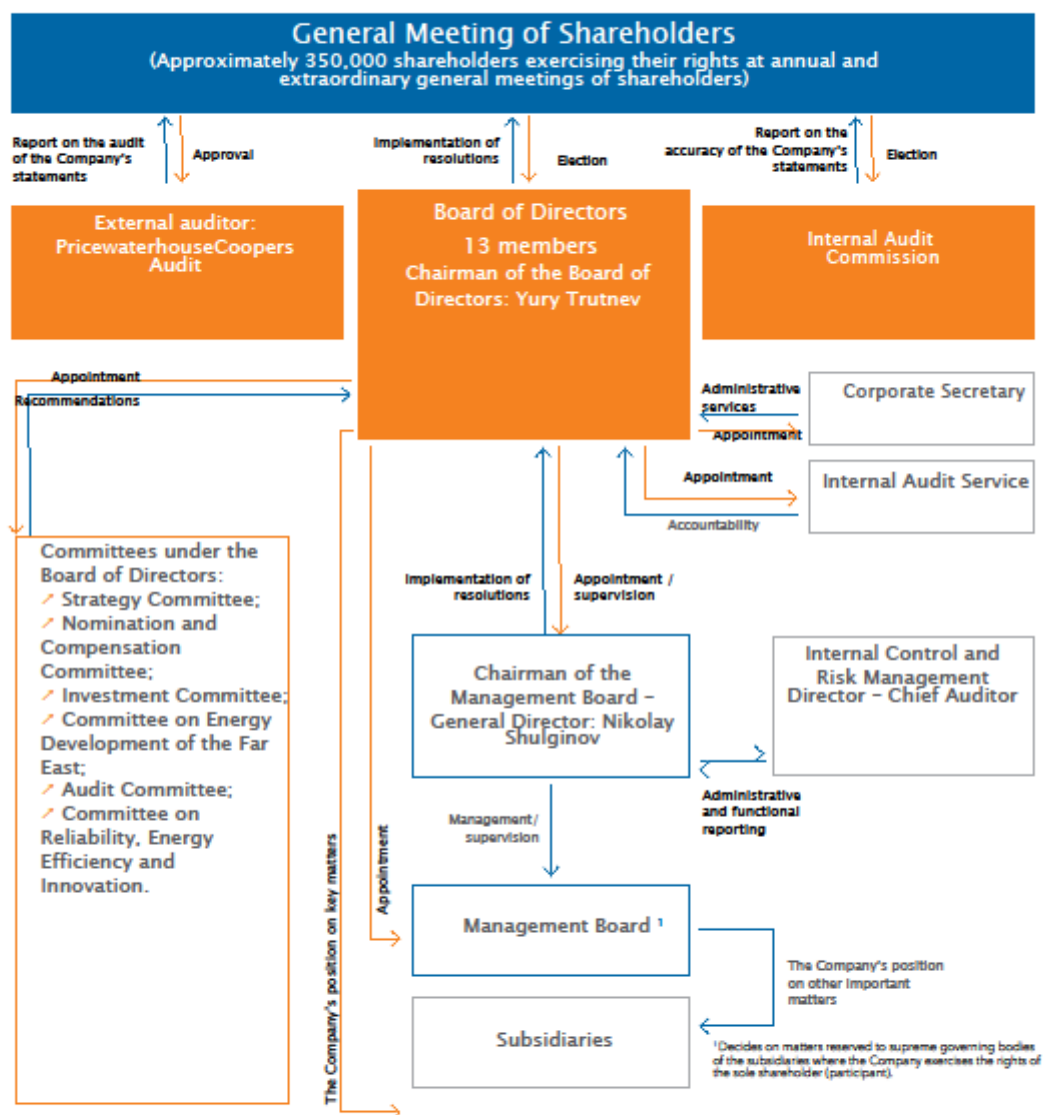 General Meeting of Shareholders
(Approximately 350,000 shareholders exercising their rights at annual and
extraordinary general meetings of shareholders)
Report on the audit
of the Company's
statements
Approval
Implementation of
resolutions
Election
Report on the
accuracy of the Company's
statements
Election
External auditor:
PricewaterhouseCoopers
Audit
Board of Directors
13 members
Chairman of the Board of
Directors: Yury Trutnev
Internal Audit
Commission
Appointment
Recommendations
Administrative
services
Appointment
Corporate Secretary
Appointment
Accountability
Internal Audit Service
Committees under the
Board of Directors:
↗ Strategy Committee;
↗ Nomination and
Compensation
Committee;
↗ Investment Committee;
↗ Committee on Energy
Development of the Far
East;
↗ Audit Committee;
↗ Committee on
Reliability, Energy
Efficiency and
Innovation.
The Company's position on key matters
Appointment
Implementation of
resolutions
Appointment /
supervision
Chairman of the
Management Board –
General Director: Nikolay
Shulginov
Internal Control and
Risk Management
Director – Chief Auditor
Administrative
and functional
reporting
Management/
supervision
Management Board ¹
The Company's position
on other important
matters
Subsidiaries
¹Decides on matters reserved to supreme governing bodies
of the subsidiaries where the Company exercises the rights of
the sole shareholder (participant).